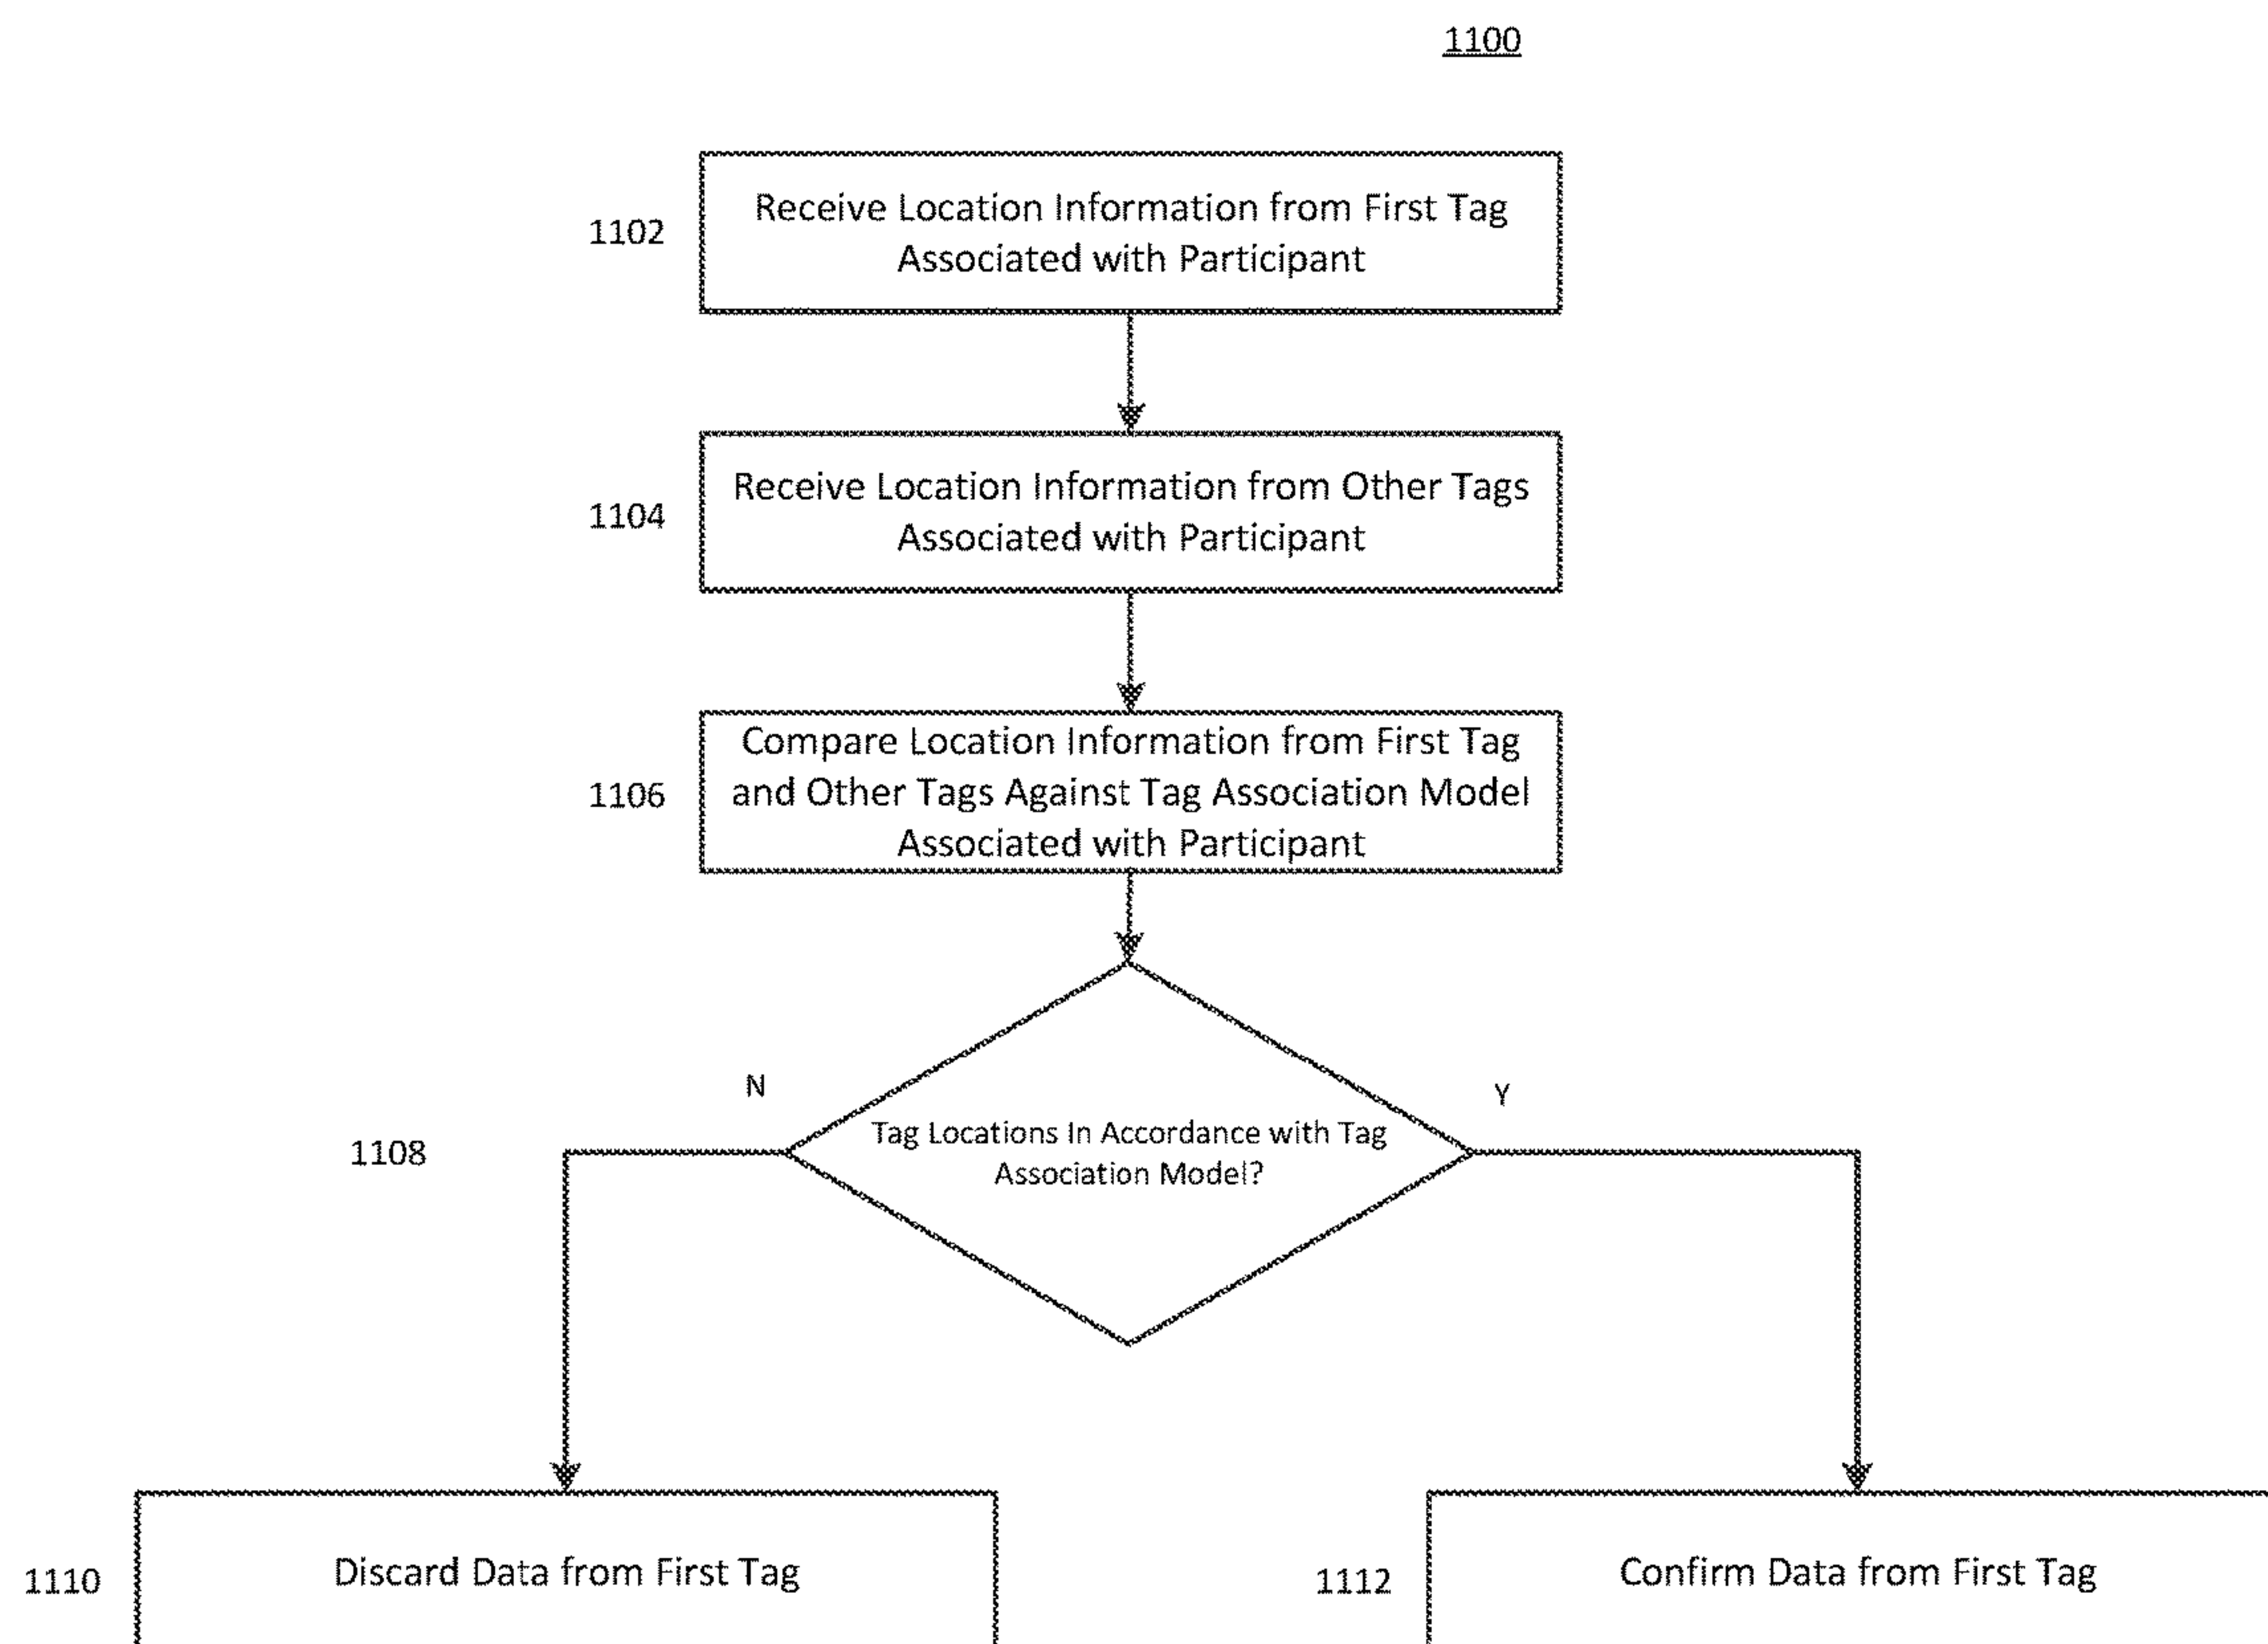 1100
1102
Receive Location Information from First Tag
Associated with Participant
1104
Receive Location Information from Other Tags
Associated with Participant
1106
Compare Location Information from First Tag
and Other Tags Against Tag Association Model
Associated with Participant
N
Y
1108
Tag Locations In Accordance with Tag
Association Model?
1110
Discard Data from First Tag
1112
Confirm Data from First Tag